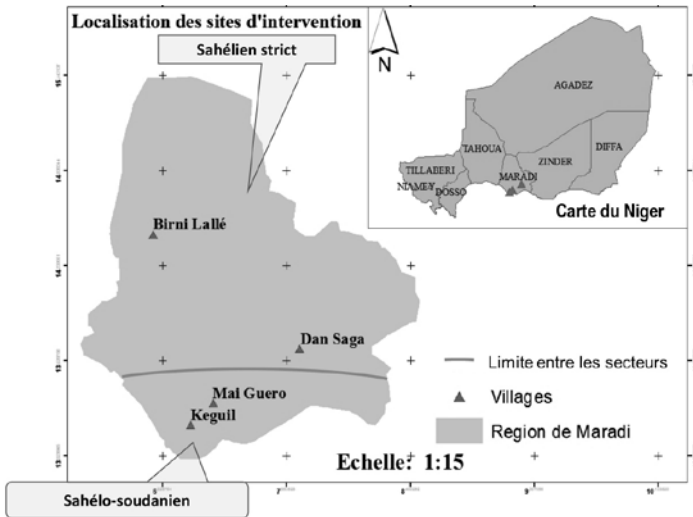 Localisation des sites d'intervention
Sahélien strict
N
AGADEZ
TAHOUA
DIFFA
ZINDER
TILLABERI
MARADI
NIAMEY
DOSSO
Carte du Niger
Birni Lallé
Dan Saga
Mai Guero
Keguil
Limite entre les secteurs
Villages
Region de Maradi
Echelle: 1:15
Sahélo-soudanien